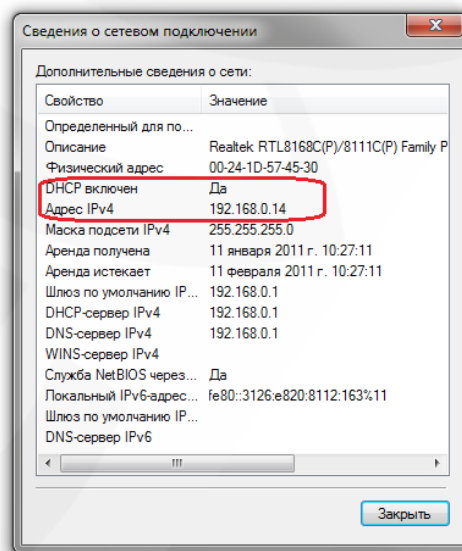 Сведения о сетевом подключении
Дополнительные сведения о сети:
Свойство Значение
Определенный для по...
Описание Realtek RTL8168C(P)/8111C(P) Family P
Физический адрес 00-24-1D-57-45-30
DHCP включен Да
Адрес IPv4 192.168.0.14
Маска подсети IPv4 255.255.255.0
Аренда получена 11 января 2011 г. 10:27:11
Аренда истекает 11 февраля 2011 г. 10:27:11
Шлюз по умолчанию IP... 192.168.0.1
DHCP-сервер IPv4 192.168.0.1
DNS-сервер IPv4 192.168.0.1
WINS-сервер IPv4
Служба NetBIOS через... Да
Локальный IPv6-адрес... fe80::3126:e820:8112:163%11
Шлюз по умолчанию IP...
DNS-сервер IPv6
Закрыть